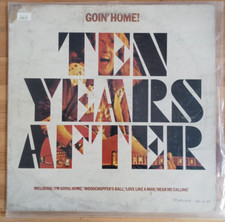 GOIN' HOME!
TEN
YEARS
AFTER
INCLUDING: I'M GOING HOME / WOODCHOPPER'S BALL / LOVE LIKE A MAN / HEAR ME CALLING